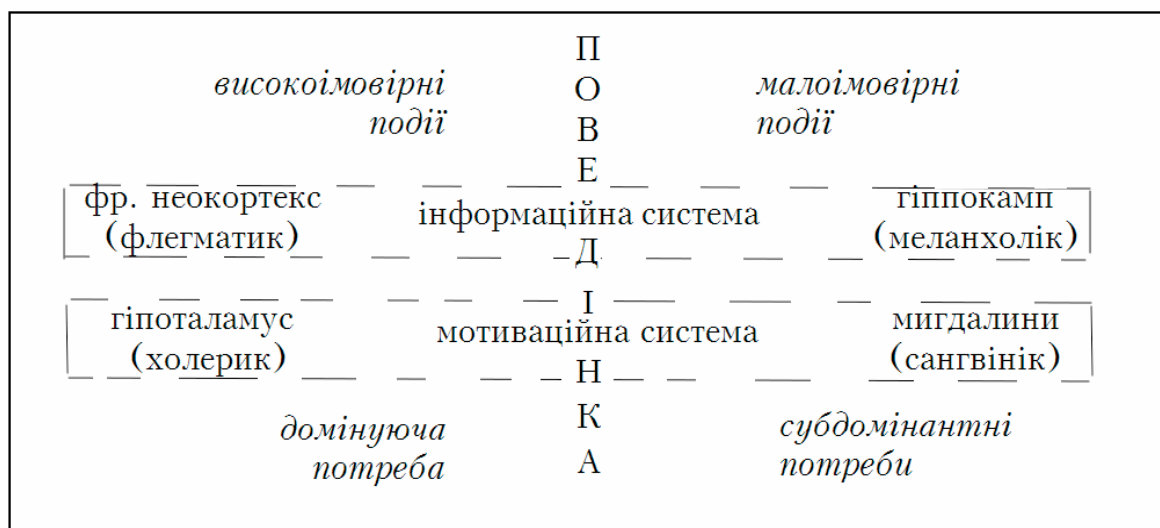 П
О
В
Е
Д
І
Н
К
А
високоімовірні
події
малоімовірні
події
фр. неокортекс
(флегматик)
інформаційна система
гіппокамп
(меланхолік)
гіпоталамус
(холерик)
мотиваційна система
мигдалини
(сангвінік)
домінуюча
потреба
субдомінантні
потреби